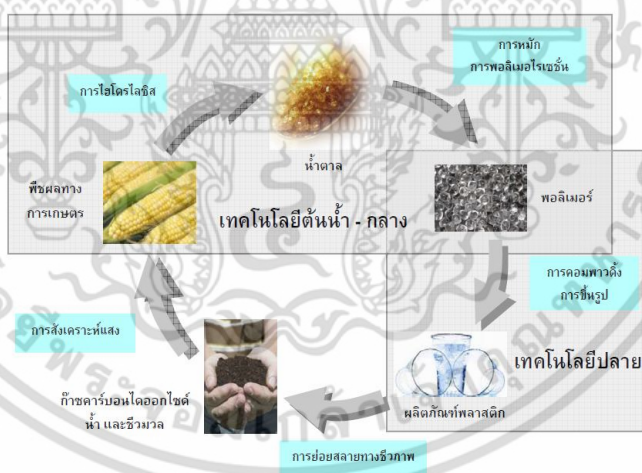 การหมัก
การพอลิเมอไรเซชั่น
การไฮโดรไลซิส
น้ำตาล
พืชผลทาง
การเกษตร
พอลิเมอร์
เทคโนโลยีต้นน้ำ - กลาง
การคอมพาวดิ้ง
การขึ้นรูป
การสังเคราะห์แสง
เทคโนโลยีปลาย
ก๊าซคาร์บอนไดออกไซด์
น้ำ และชีวมวล
ผลิตภัณฑ์พลาสติก
การย่อยสลายทางชีวภาพ